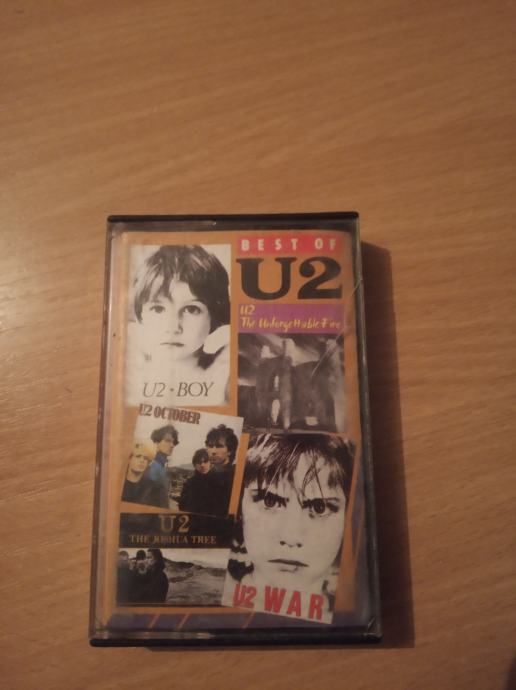 BEST OF
U2
U2
The Unforgettable Fire
U2 • BOY
U2 OCTOBER
U2
THE JOSHUA TREE
U2 WAR